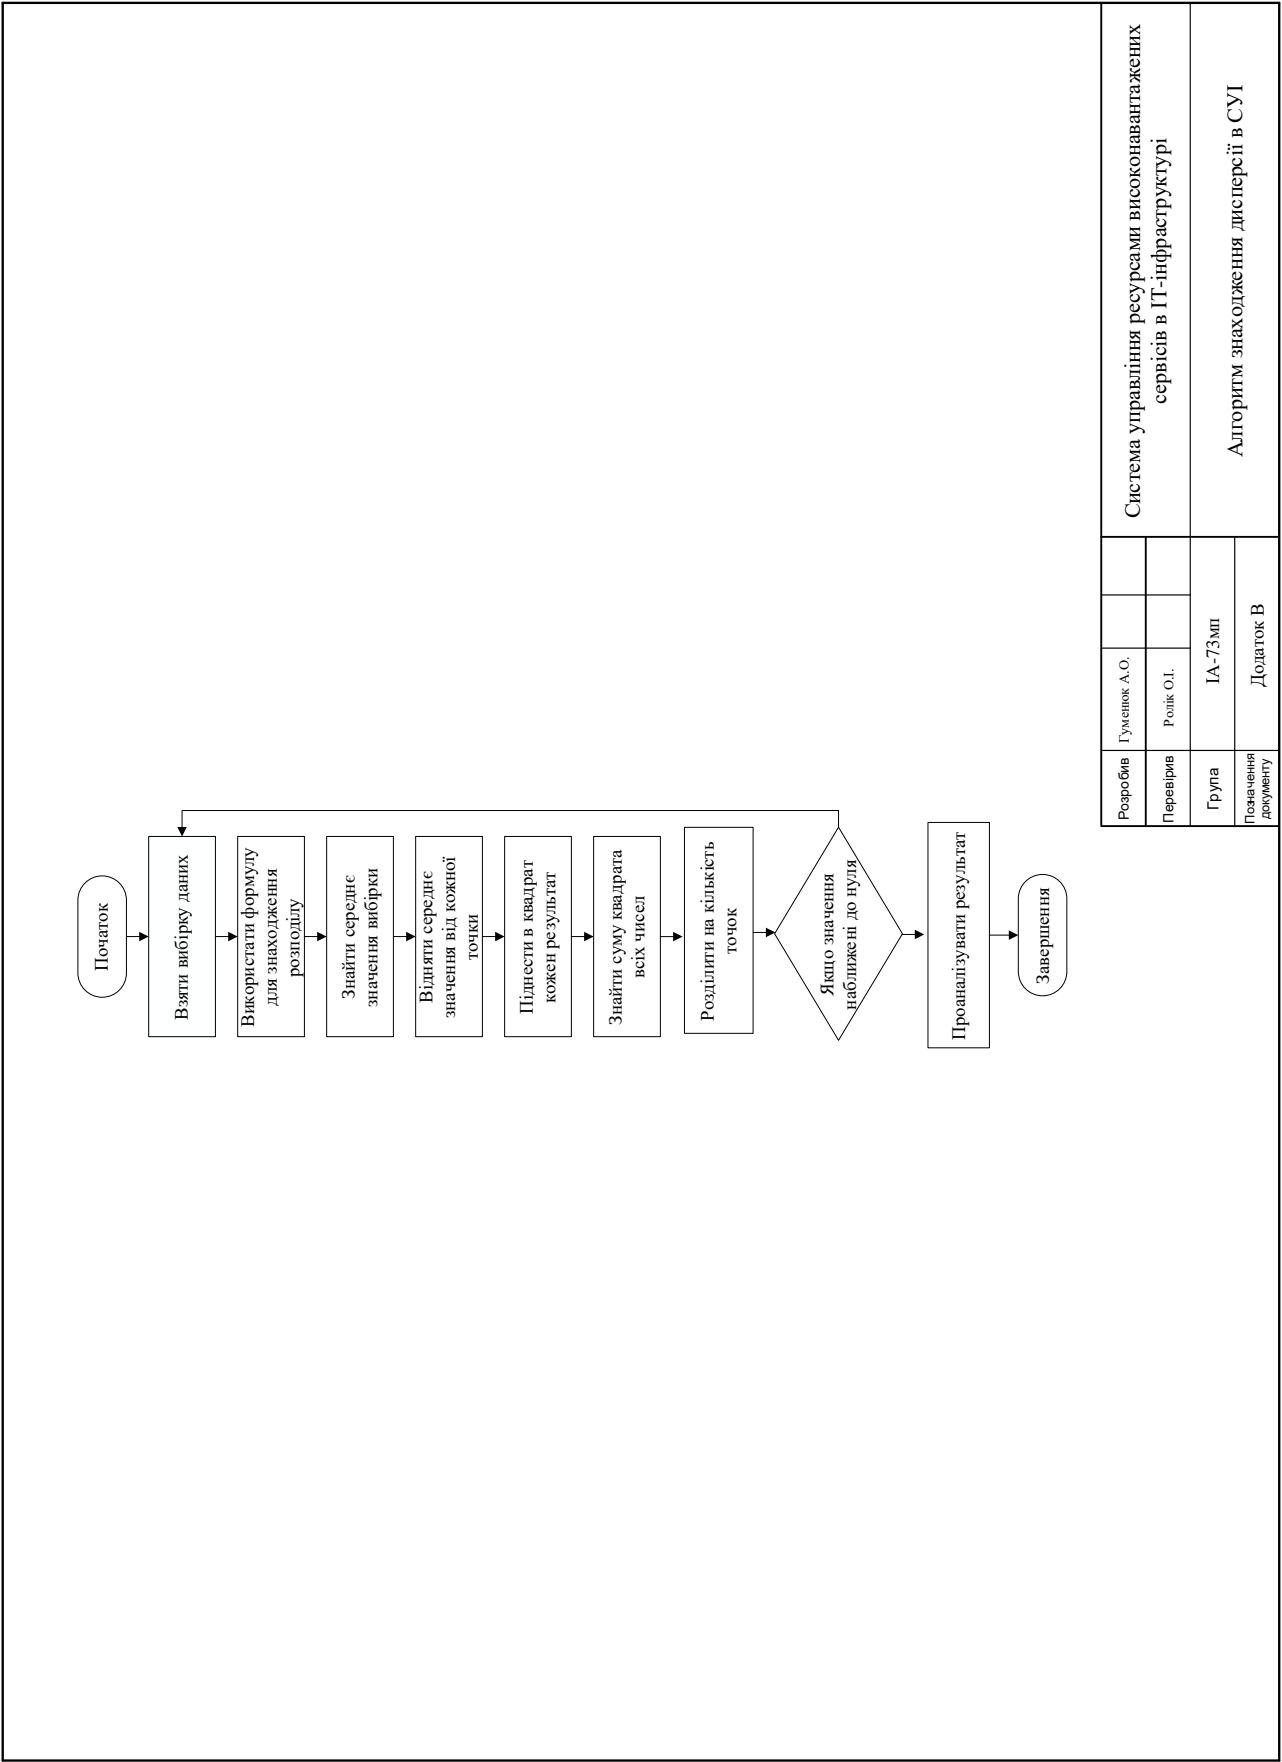 Початок
Взяти вибірку даних
Використати формулу
для знаходження
розподілу
Знайти середнє
значення вибірки
Відняти середнє
значення від кожної
точки
Піднести в квадрат
кожен результат
Знайти суму квадрата
всіх чисел
Розділити на кількість
точок
Якщо значення
наближені до нуля
Проаналізувати результат
Завершення
Розробив
Гуменюк А.О.
Перевірив
Ролік О.І.
Група
ІА-73мп
Позначення
документу
Додаток В
Система управління ресурсами високонавантажених
сервісів в ІТ-інфраструктурі
Алгоритм знаходження дисперсії в СУІ